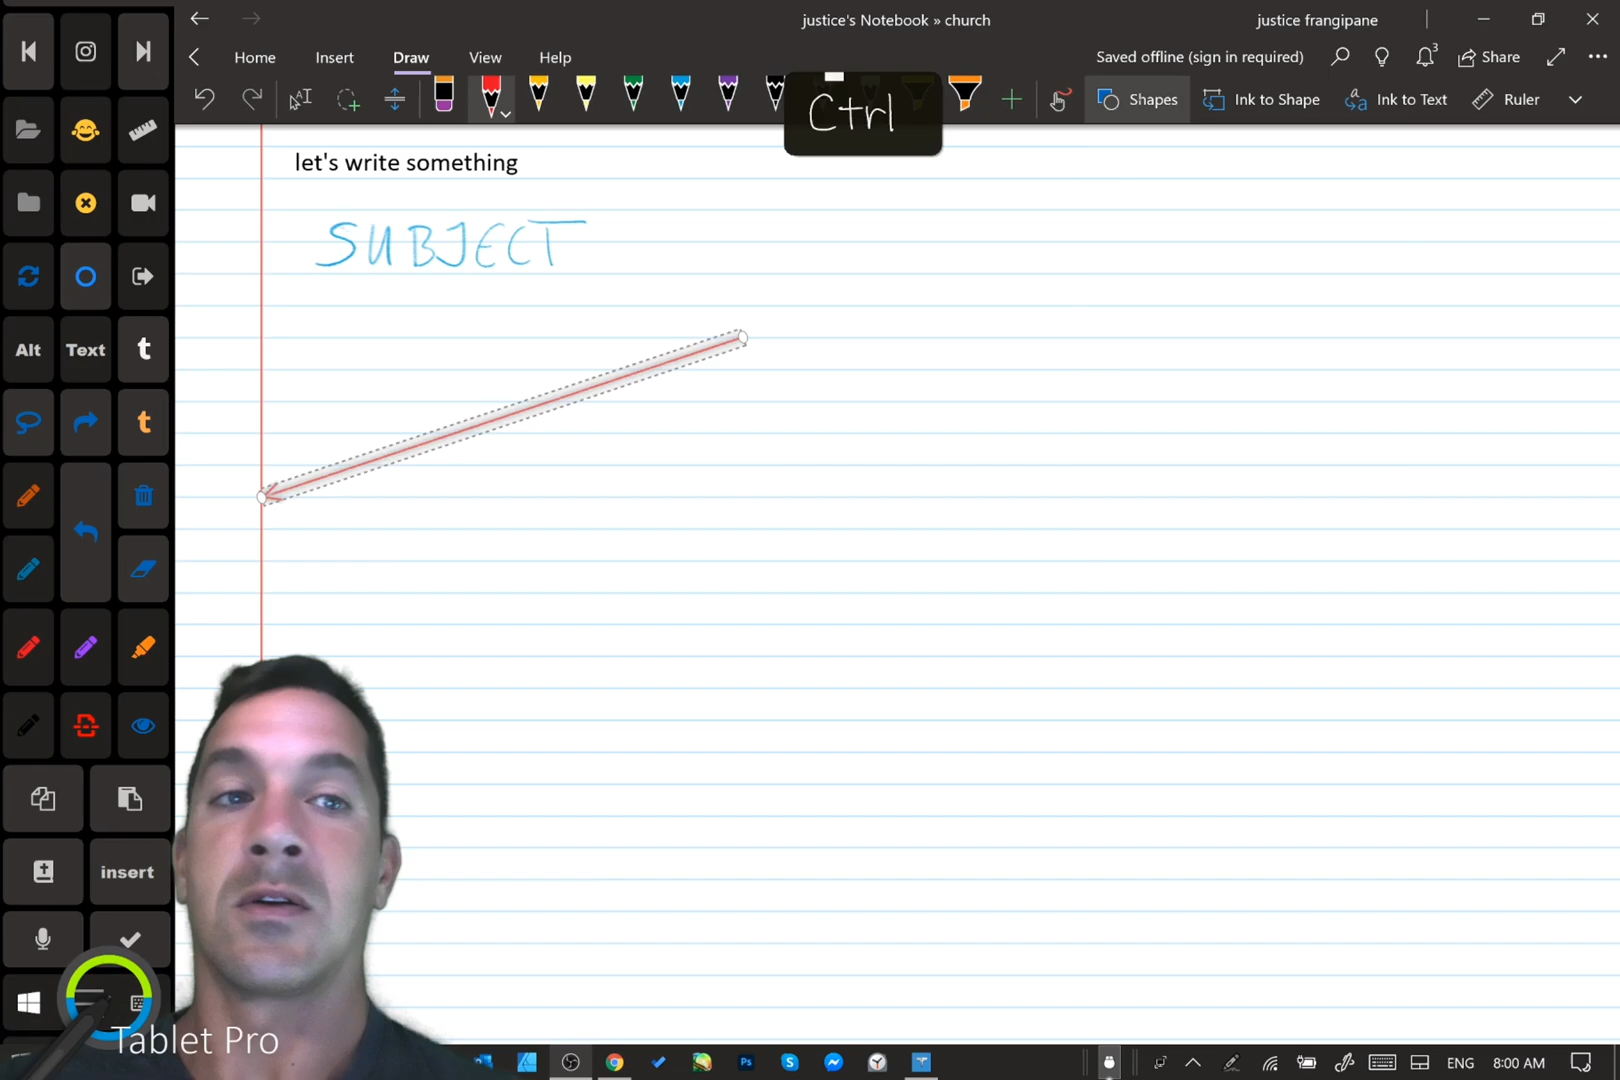 justice's Notebook » church
justice frangipane
Home Insert Draw View Help
Saved offline (sign in required)
3
Share
Shapes
Ink to Shape
Ink to Text
Ruler
Ctrl
let's write something
SUBJECT
Alt
Text
t
t
insert
Tablet Pro
Ps
ENG
8:00 AM